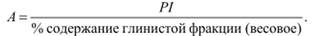 A = PI / % содержание глинистой фракции (весовое).